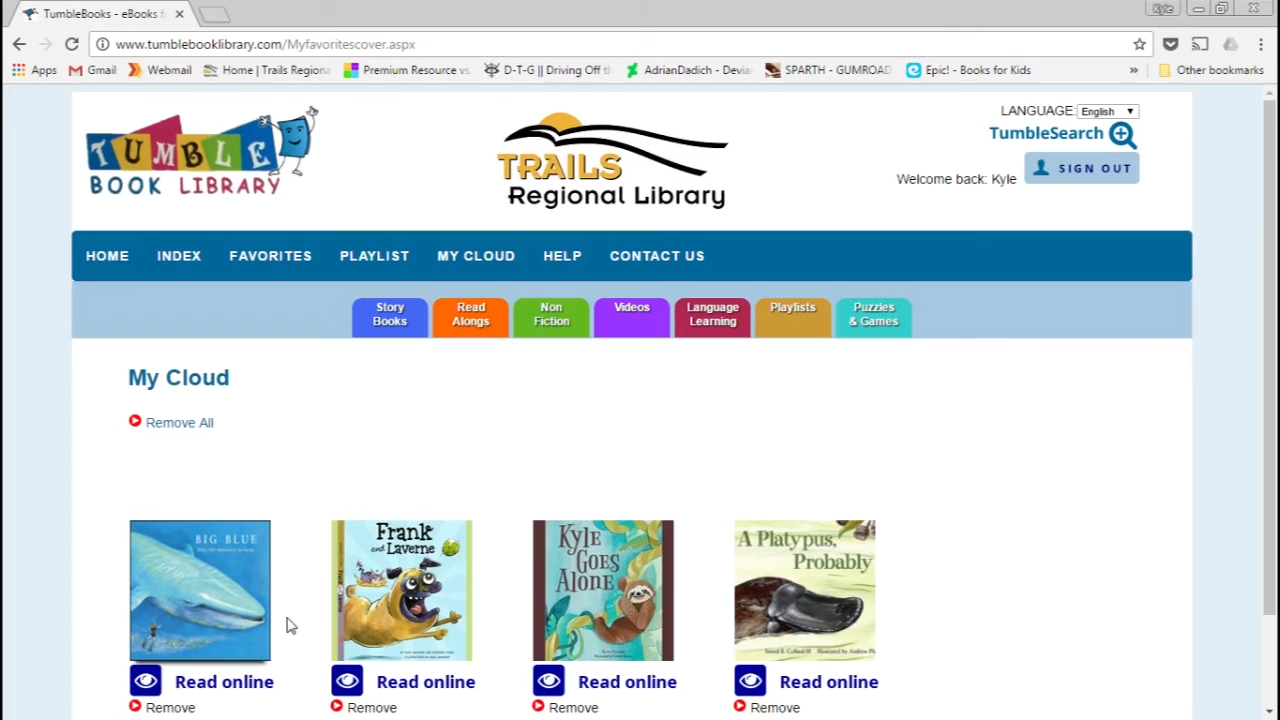 TumbleBooks - eBooks f
Kyle
www.tumblebooklibrary.com/Myfavoritescover.aspx
Apps Gmail Webmail Home | Trails Regiona Premium Resource vs D-T-G || Driving Off th AdrianDadich - Devia SPARTH - GUMROAD Epic! - Books for Kids » Other bookmarks
TUMBLE
BOOK LIBRARY
TRAILS
Regional Library
LANGUAGE: English
TumbleSearch
Welcome back: Kyle SIGN OUT
HOME INDEX FAVORITES PLAYLIST MY CLOUD HELP CONTACT US
Story Books
Read Alongs
Non Fiction
Videos
Language Learning
Playlists
Puzzles & Games
My Cloud
Remove All
BIG BLUE
Frank
and Laverne
Kyle
Goes
Alone
A Platypus,
Probably
Read online Read online Read online Read online
Remove Remove Remove Remove